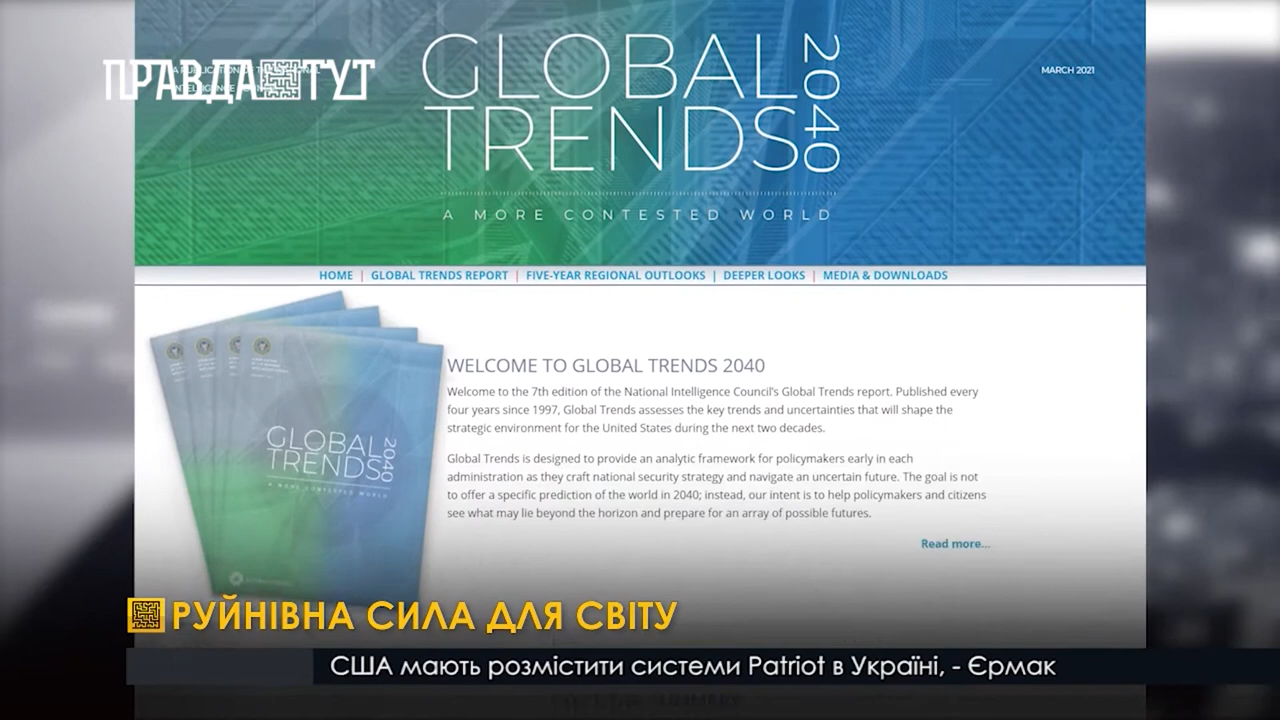 ПРАВДА ТУТ
MARCH 2021
GLOBAL
TRENDS
2040
A MORE CONTESTED WORLD
HOME | GLOBAL TRENDS REPORT | FIVE-YEAR REGIONAL OUTLOOKS | DEEPER LOOKS | MEDIA & DOWNLOADS
GLOBAL
TRENDS
2040
A MORE CONTESTED WORLD
WELCOME TO GLOBAL TRENDS 2040
Welcome to the 7th edition of the National Intelligence Council's Global Trends report. Published every
four years since 1997, Global Trends assesses the key trends and uncertainties that will shape the
strategic environment for the United States during the next two decades.
Global Trends is designed to provide an analytic framework for policymakers early in each
administration as they craft national security strategy and navigate an uncertain future. The goal is not
to offer a specific prediction of the world in 2040; instead, our intent is to help policymakers and citizens
see what may lie beyond the horizon and prepare for an array of possible futures.
Read more...
РУЙНІВНА СИЛА ДЛЯ СВІТУ
США мають розмістити системи Patriot в Україні, - Єрмак